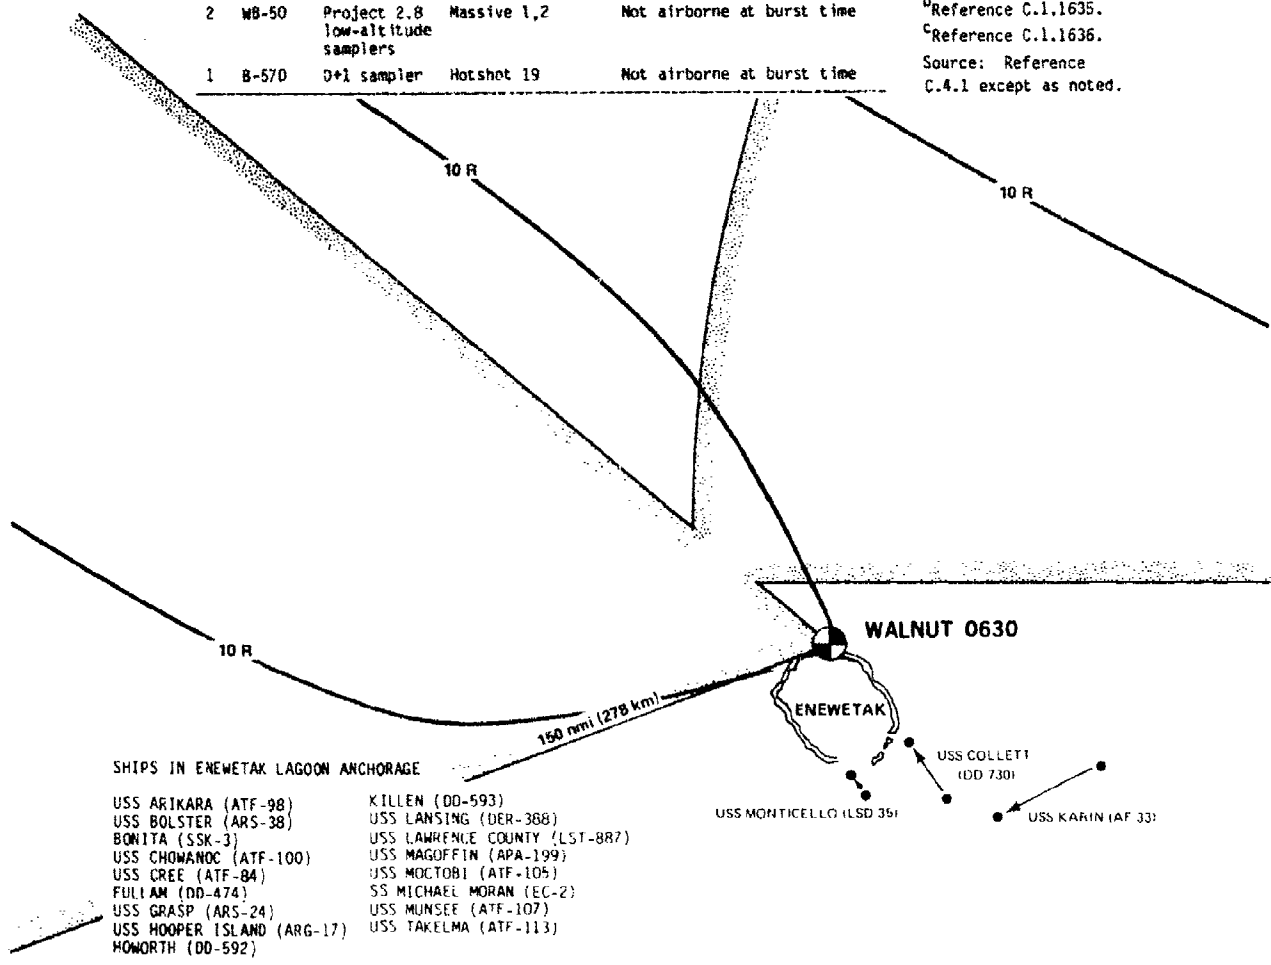 2 WB-50 Project 2.8 Massive 1,2 Not airborne at burst time
low-altitude
samplers
1 B-57D D+1 sampler Hotshot 19 Not airborne at burst time
bReference C.1.1635.
cReference C.1.1636.
Source: Reference
C.4.1 except as noted.
10 R
10 R
10 R
WALNUT 0630
ENEWETAK
150 nmi (278 km)
USS COLLETT
(DD 730)
USS MONTICELLO (LSD 35)
USS KARIN (AF 33)
SHIPS IN ENEWETAK LAGOON ANCHORAGE
USS ARIKARA (ATF-98)
USS BOLSTER (ARS-38)
BONITA (SSK-3)
USS CHOWANOC (ATF-100)
USS CREE (ATF-84)
FULLAM (DD-474)
USS GRASP (ARS-24)
USS HOOPER ISLAND (ARG-17)
HOWORTH (DD-592)
KILLEN (DD-593)
USS LANSING (DER-388)
USS LAWRENCE COUNTY (LST-887)
USS MAGOFFIN (APA-199)
USS MOCTOBI (ATF-105)
SS MICHAEL MORAN (EC-2)
USS MUNSEE (ATF-107)
USS TAKELMA (ATF-113)